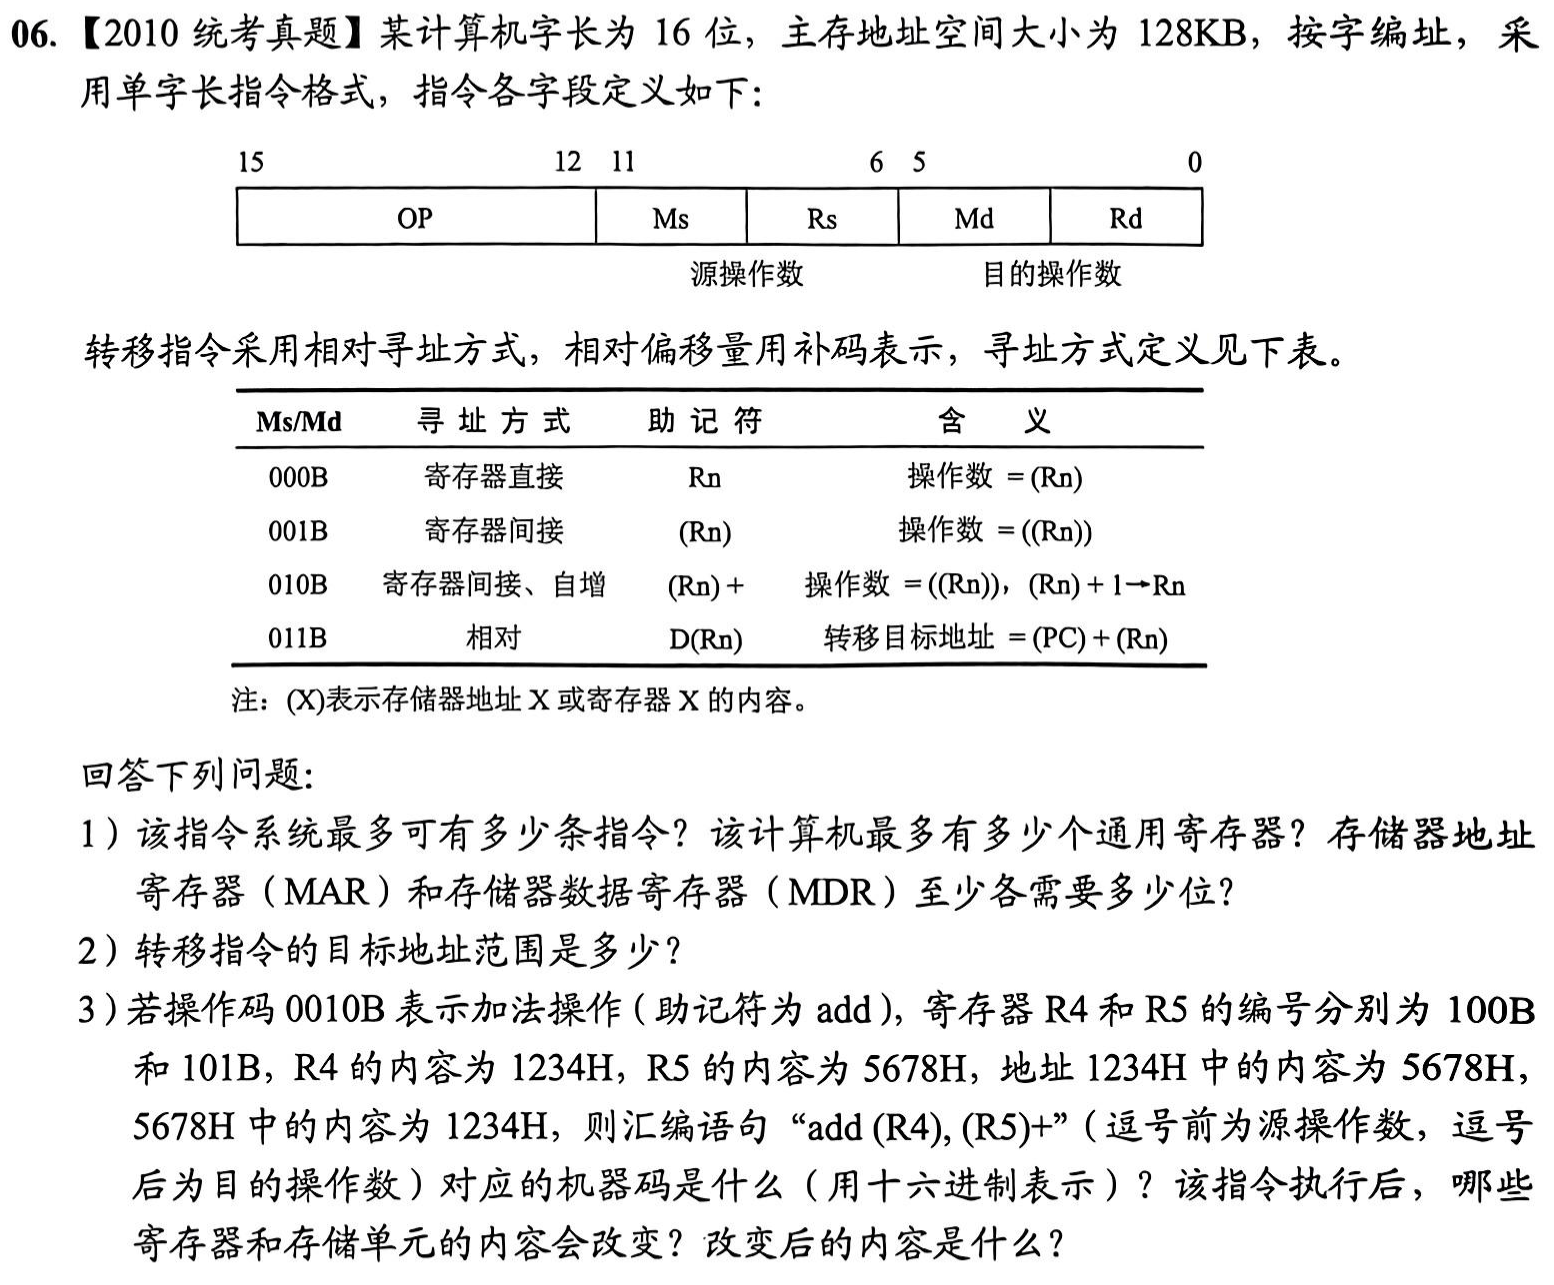 06.【2010 统考真题】某计算机字长为 16 位，主存地址空间大小为 128KB，按字编址，采
用单字长指令格式，指令各字段定义如下：
15 12 11 6 5 0
OP Ms Rs Md Rd
源操作数 目的操作数
转移指令采用相对寻址方式，相对偏移量用补码表示，寻址方式定义见下表。
Ms/Md 寻址方式 助记符 含 义
000B 寄存器直接 Rn 操作数 = (Rn)
001B 寄存器间接 (Rn) 操作数 = ((Rn))
010B 寄存器间接、自增 (Rn) + 操作数 = ((Rn))，(Rn) + 1→Rn
011B 相对 D(Rn) 转移目标地址 = (PC) + (Rn)
注：(X)表示存储器地址 X 或寄存器 X 的内容。
回答下列问题：
1）该指令系统最多可有多少条指令？该计算机最多有多少个通用寄存器？存储器地址
寄存器（MAR）和存储器数据寄存器（MDR）至少各需要多少位？
2）转移指令的目标地址范围是多少？
3）若操作码 0010B 表示加法操作（助记符为 add），寄存器 R4 和 R5 的编号分别为 100B
和 101B，R4 的内容为 1234H，R5 的内容为 5678H，地址 1234H 中的内容为 5678H，
5678H 中的内容为 1234H，则汇编语句 “add (R4), (R5)+”（逗号前为源操作数，逗号
后为目的操作数）对应的机器码是什么（用十六进制表示）？该指令执行后，哪些
寄存器和存储单元的内容会改变？改变后的内容是什么？